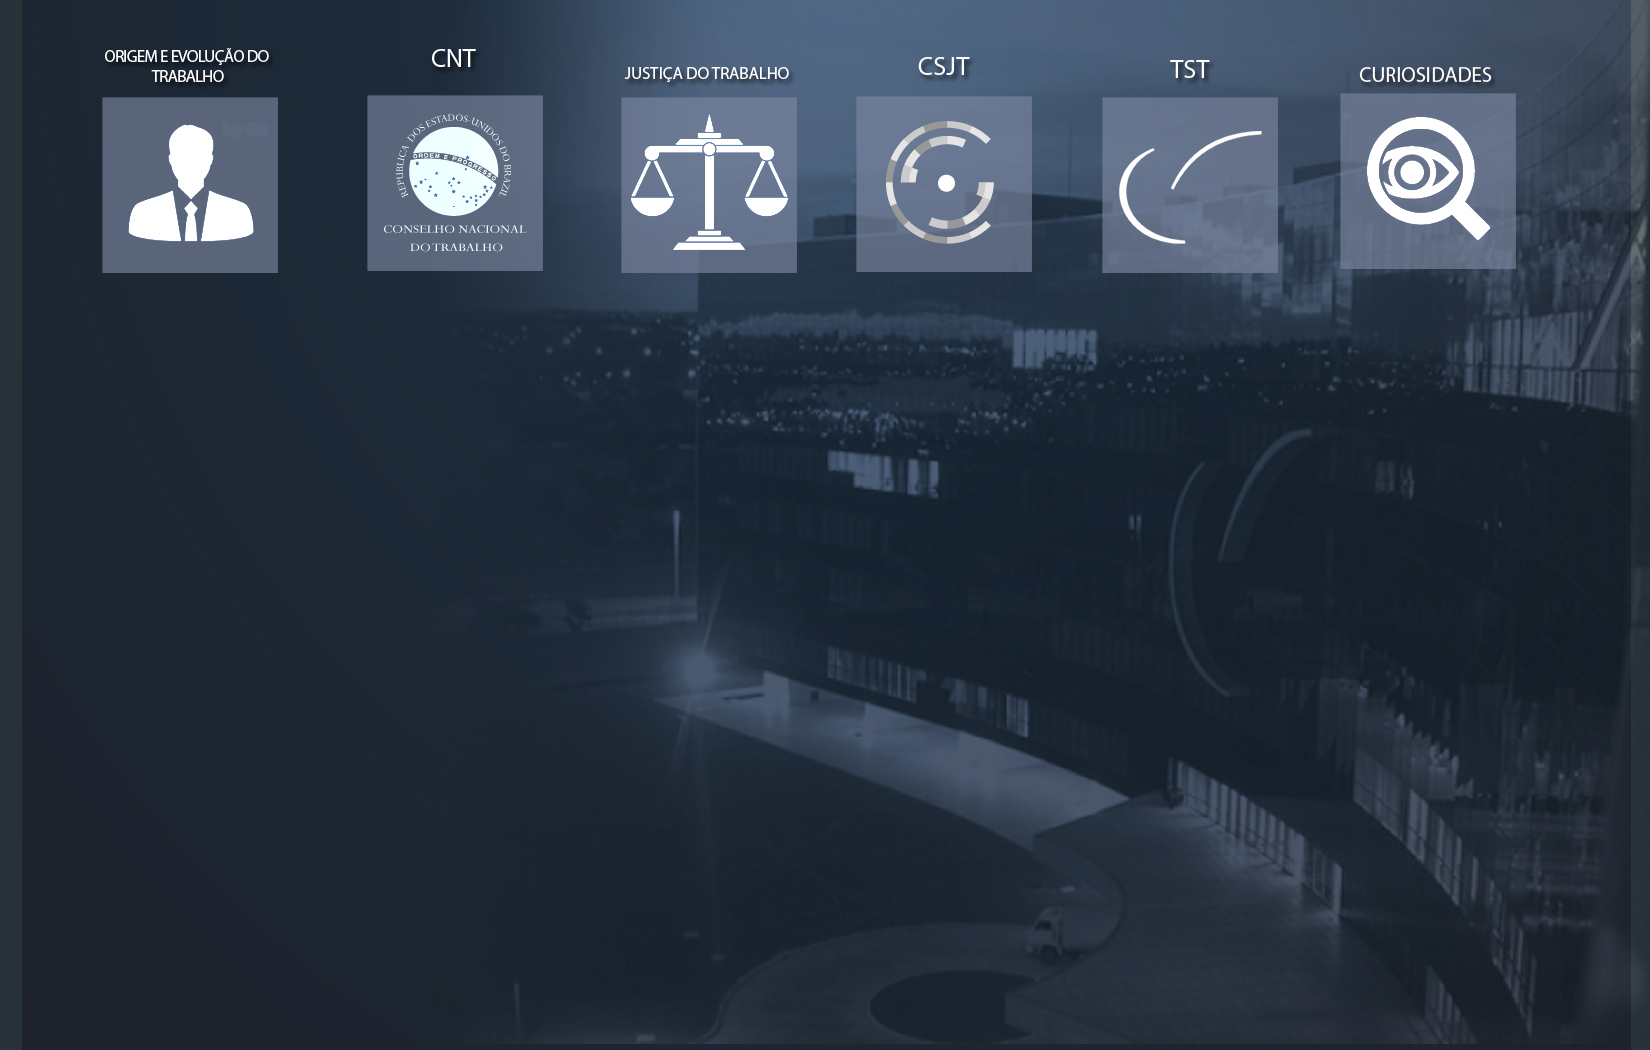 ORIGEM E EVOLUÇÃO DO
TRABALHO
CNT
REPUBLICA DOS ESTADOS-UNIDOS DO BRAZIL
ORDEM E PROGRESSO
CONSELHO NACIONAL
DO TRABALHO
JUSTIÇA DO TRABALHO
CSJT
TST
CURIOSIDADES